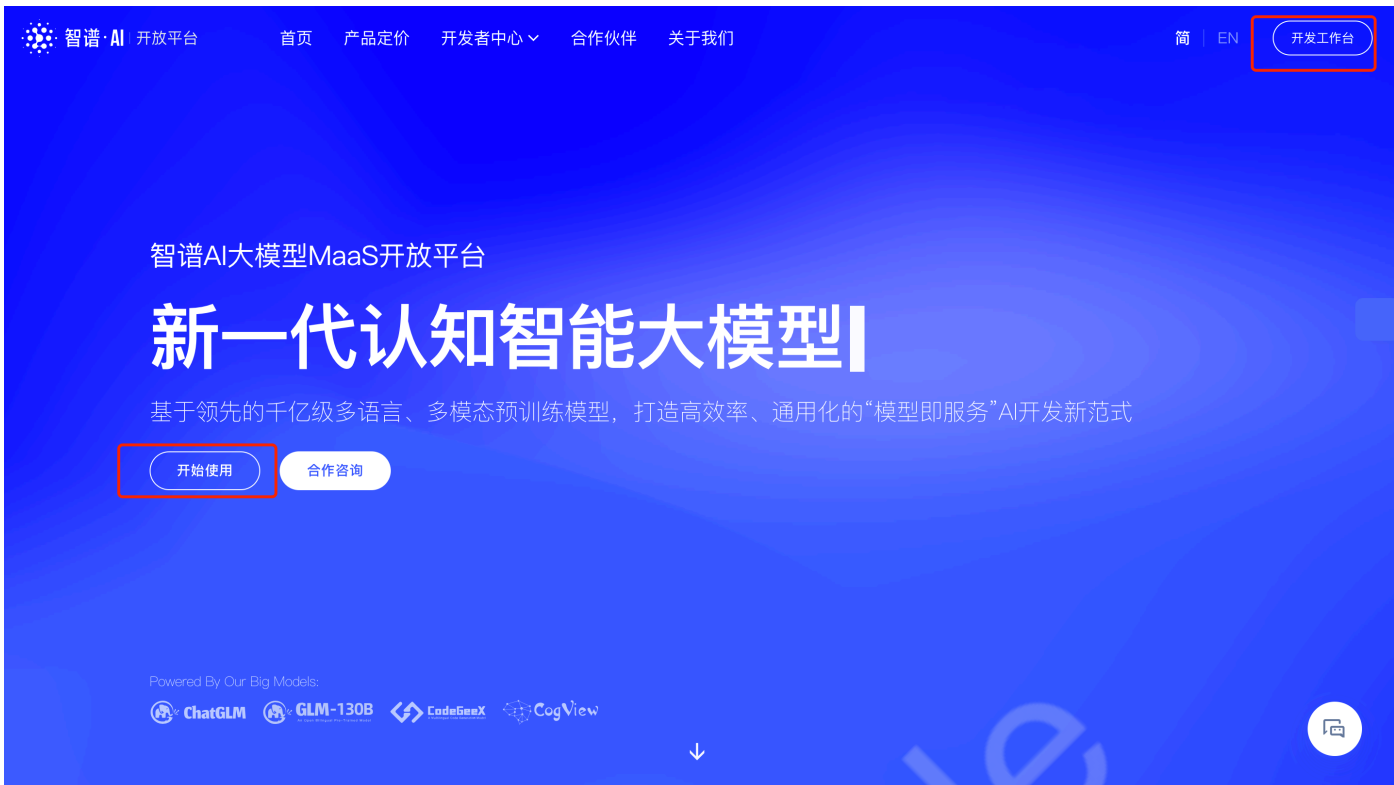 智谱·AI 开放平台 首页 产品定价 开发者中心 合作伙伴 关于我们 简 EN 开发工作台
智谱AI大模型MaaS开放平台
新一代认知智能大模型
基于领先的千亿级多语言、多模态预训练模型，打造高效率、通用化的“模型即服务”AI开发新范式
开始使用 合作咨询
Powered By Our Big Models:
ChatGLM GLM-130B CodeGeeX CogView